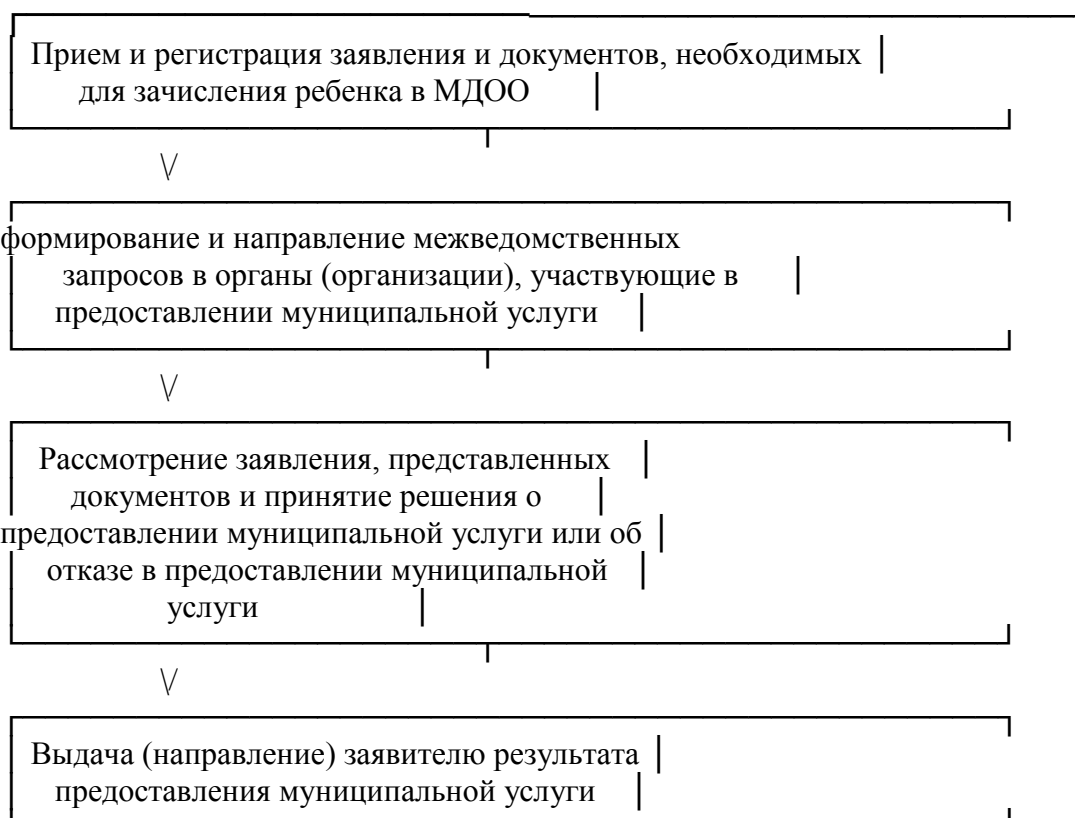 Прием и регистрация заявления и документов, необходимых
для зачисления ребенка в МДОО
\/
формирование и направление межведомственных
запросов в органы (организации), участвующие в
предоставлении муниципальной услуги
\/
Рассмотрение заявления, представленных
документов и принятие решения о
предоставлении муниципальной услуги или об
отказе в предоставлении муниципальной
услуги
\/
Выдача (направление) заявителю результата
предоставления муниципальной услуги